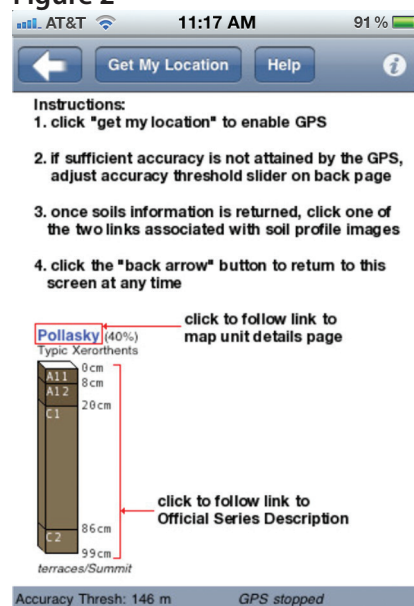 Figure 2
AT&T 11:17 AM 91 %
Get My Location Help i
Instructions:
1. click "get my location" to enable GPS
2. if sufficient accuracy is not attained by the GPS,
adjust accuracy threshold slider on back page
3. once soils information is returned, click one of
the two links associated with soil profile images
4. click the "back arrow" button to return to this
screen at any time
click to follow link to
map unit details page
Pollasky (40%)
Typic Xerorthents
0cm
A11
8cm
A12
20cm
C1
click to follow link to
Official Series Description
86cm
C2
99cm
terraces/Summit
Accuracy Thresh: 146 m GPS stopped